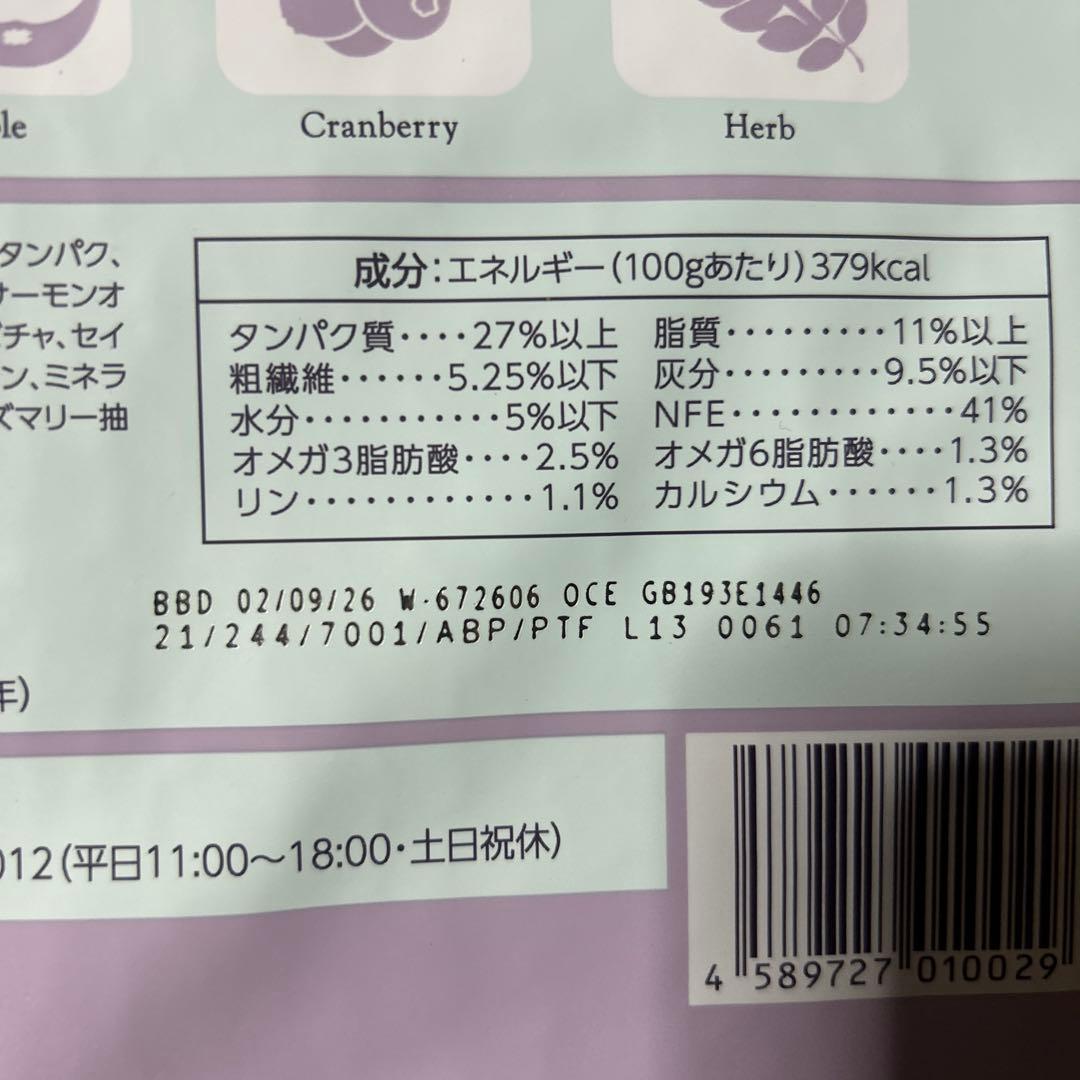 le
Cranberry
Herb
タンパク、
サーモンオ
チャ、セイ
ン、ミネラ
ズマリー抽
成分:エネルギー(100gあたり)379kcal
タンパク質····27%以上 脂質·········11%以上
粗繊維······5.25%以下 灰分·········9.5%以下
水分···········5%以下 NFE·············41%
オメガ3脂肪酸····2.5% オメガ6脂肪酸····1.3%
リン·············1.1% カルシウム······1.3%
BBD 02/09/26 W·672606 OCE GB193E1446
21/244/7001/ABP/PTF L13 0061 07:34:55
年)
012(平日11:00〜18:00·土日祝休)
4 589727 010029